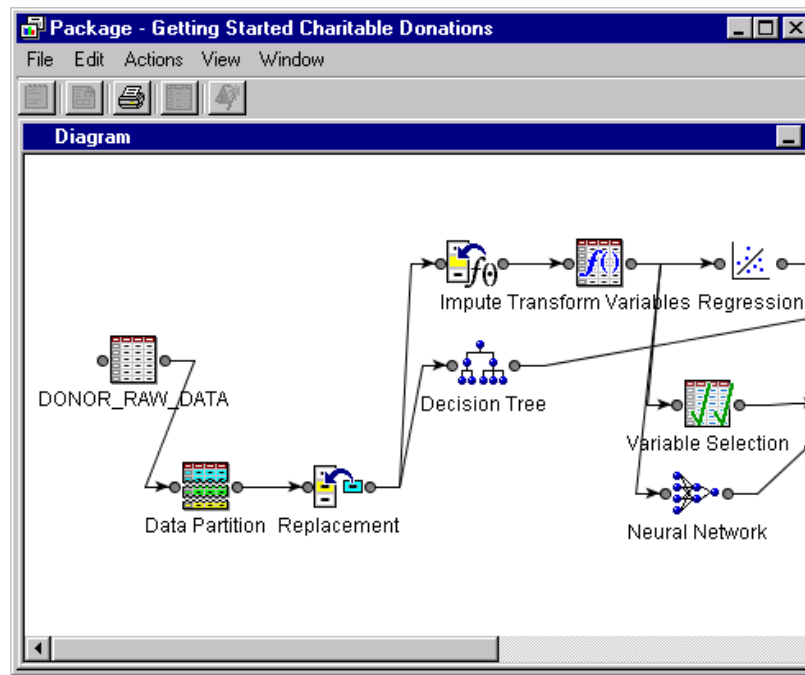 Package - Getting Started Charitable Donations
File Edit Actions View Window
Diagram
Impute Transform Variables Regression
DONOR_RAW_DATA
Decision Tree
Variable Selection
Data Partition Replacement
Neural Network